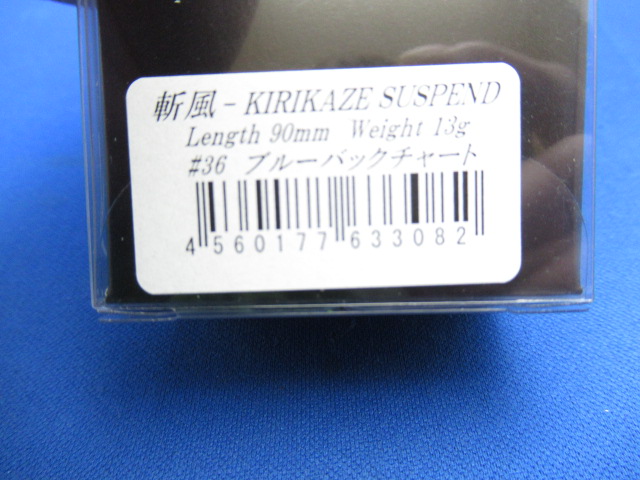 斬風 - KIRIKAZE SUSPEND
Length 90mm Weight 13g
#36 ブルーバックチャート
4 560177 633082